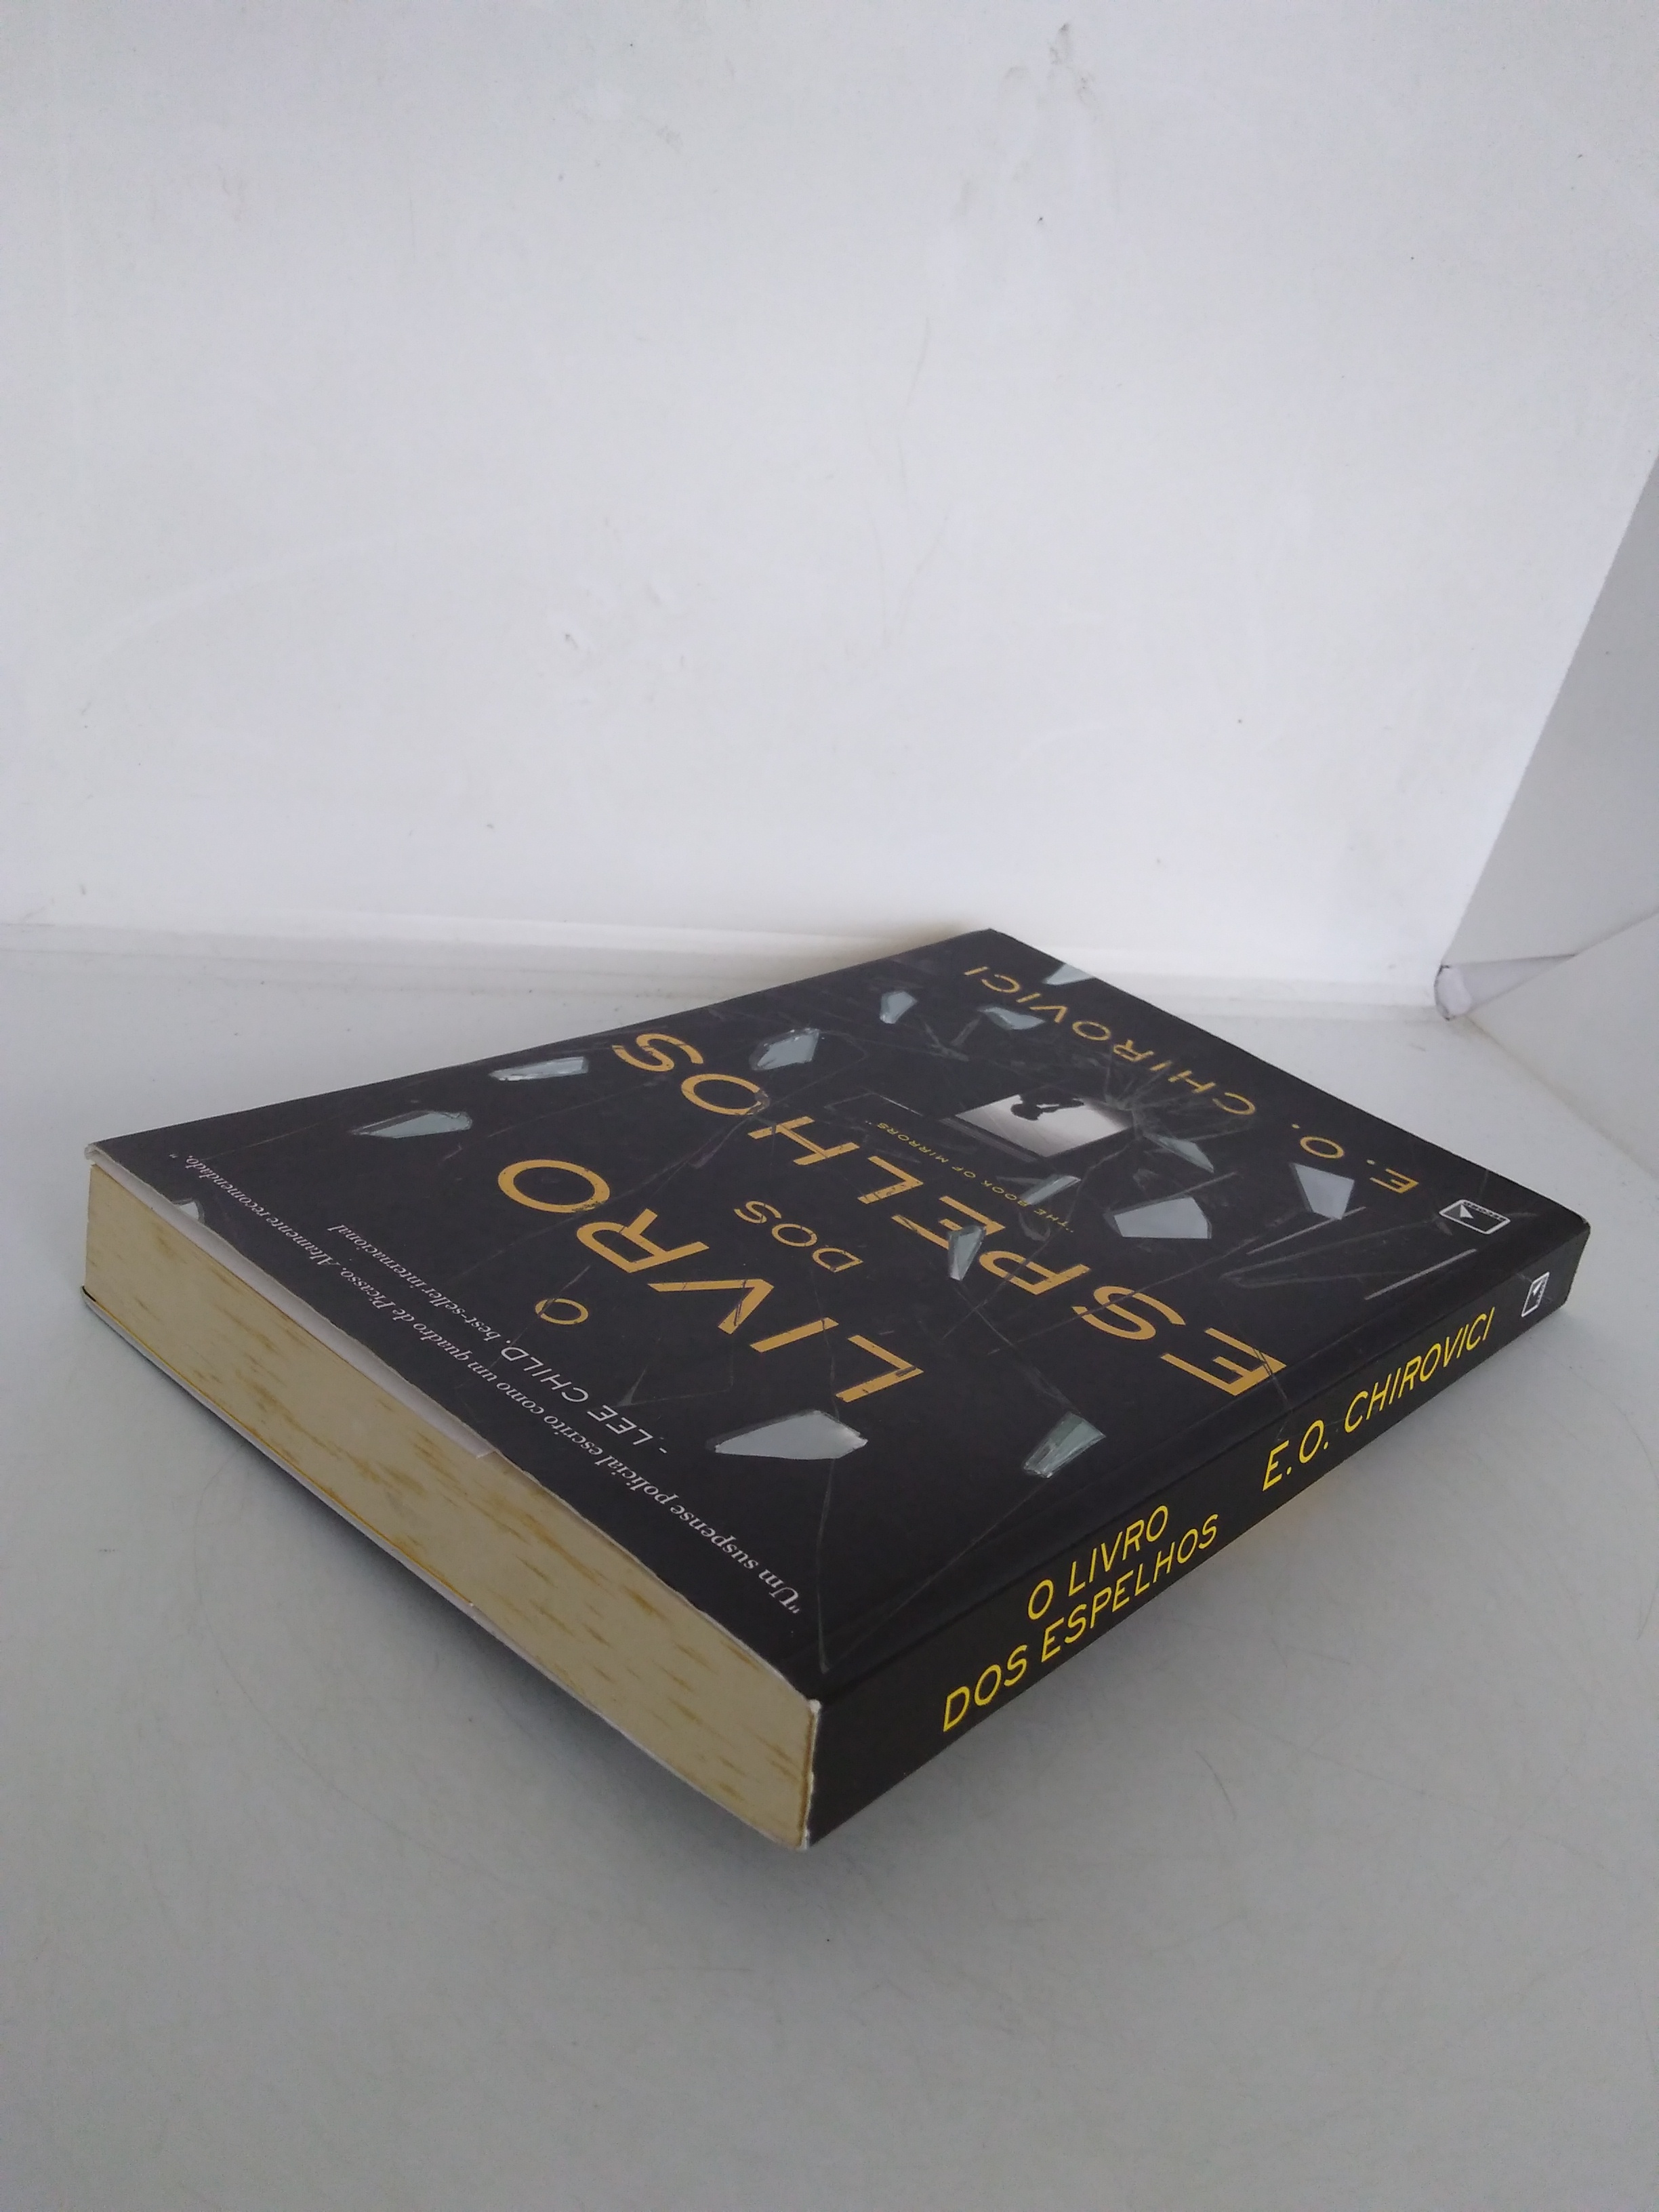 "Um suspense policial escrito como um quadro de Picasso. Altamente recomendado."
- LEE CHILD, best-seller internacional
O
LIVRO
DOS
ESPELHOS
"THE BOOK OF MIRRORS"
E.O. CHIROVICI
O LIVRO
DOS ESPELHOS
E.O. CHIROVICI